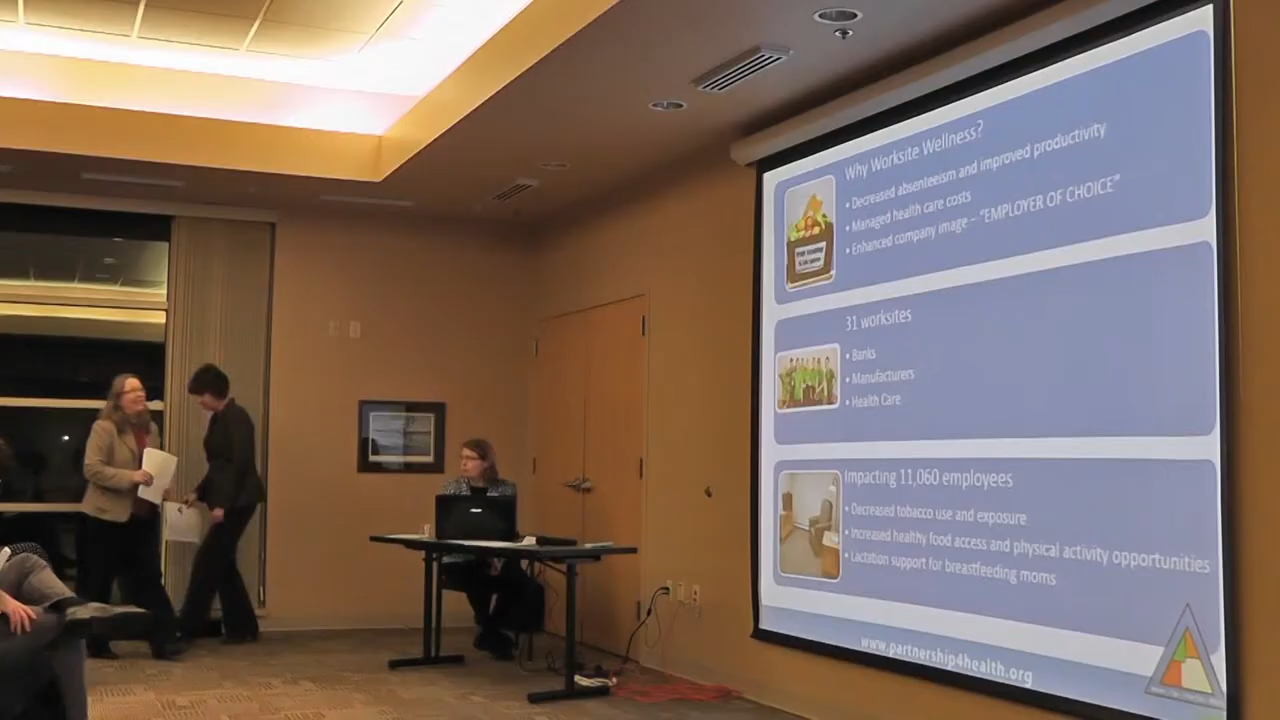 Why Worksite Wellness?
• Decreased absenteeism and improved productivity
• Managed health care costs
• Enhanced company image – "EMPLOYER OF CHOICE"
31 worksites
• Banks
• Manufacturers
• Health Care
Impacting 11,060 employees
• Decreased tobacco use and exposure
• Increased healthy food access and physical activity opportunities
• Lactation support for breastfeeding moms
www.partnership4health.org